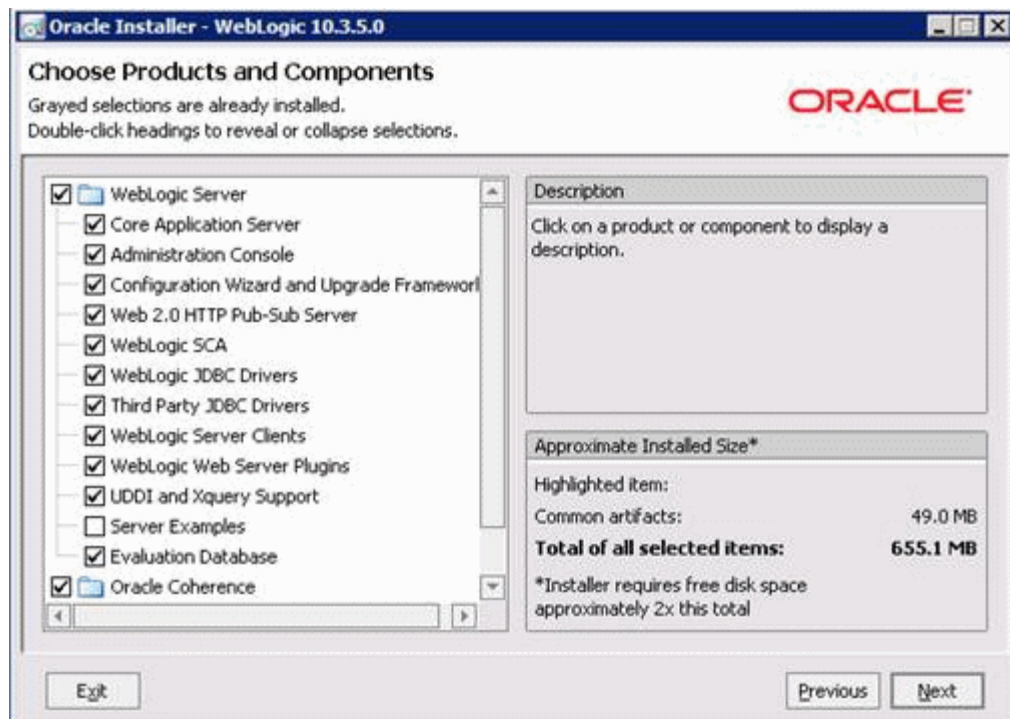 Oracle Installer - WebLogic 10.3.5.0
Choose Products and Components
Grayed selections are already installed.
Double-click headings to reveal or collapse selections.
ORACLE
WebLogic Server
Core Application Server
Administration Console
Configuration Wizard and Upgrade Framework
Web 2.0 HTTP Pub-Sub Server
WebLogic SCA
WebLogic JDBC Drivers
Third Party JDBC Drivers
WebLogic Server Clients
WebLogic Web Server Plugins
UDDI and Xquery Support
Server Examples
Evaluation Database
Oracle Coherence
Description
Click on a product or component to display a
description.
Approximate Installed Size*
Highlighted item:
Common artifacts: 49.0 MB
Total of all selected items: 655.1 MB
*Installer requires free disk space
approximately 2x this total
Exit
Previous
Next